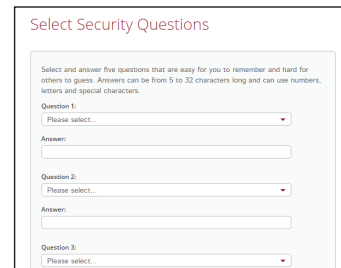 Select Security Questions
Select and answer five questions that are easy for you to remember and hard for
others to guess. Answers can be from 5 to 32 characters long and can use numbers,
letters and special characters.
Question 1:
Please select...
Answer:
Question 2:
Please select...
Answer:
Question 3:
Please select...